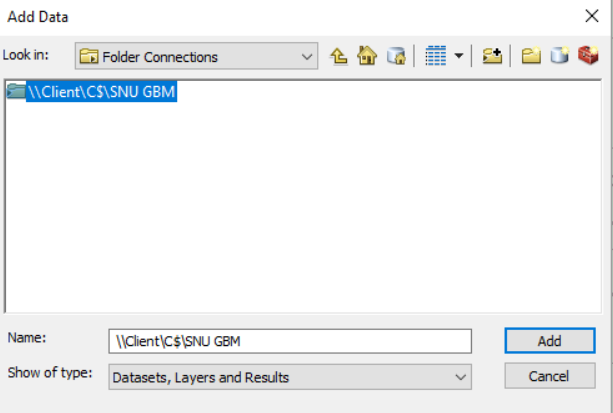 Add Data
Look in: Folder Connections
\\Client\C$\SNU GBM
Name: \\Client\C$\SNU GBM Add
Show of type: Datasets, Layers and Results Cancel